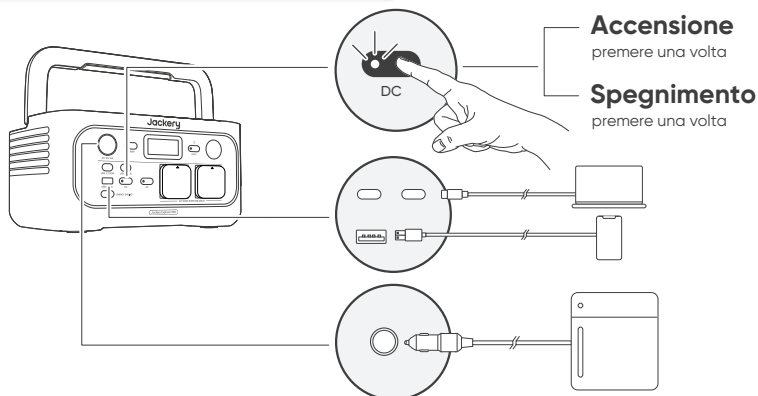 Accensione
premere una volta
DC
Jackery
Spegnimento
premere una volta